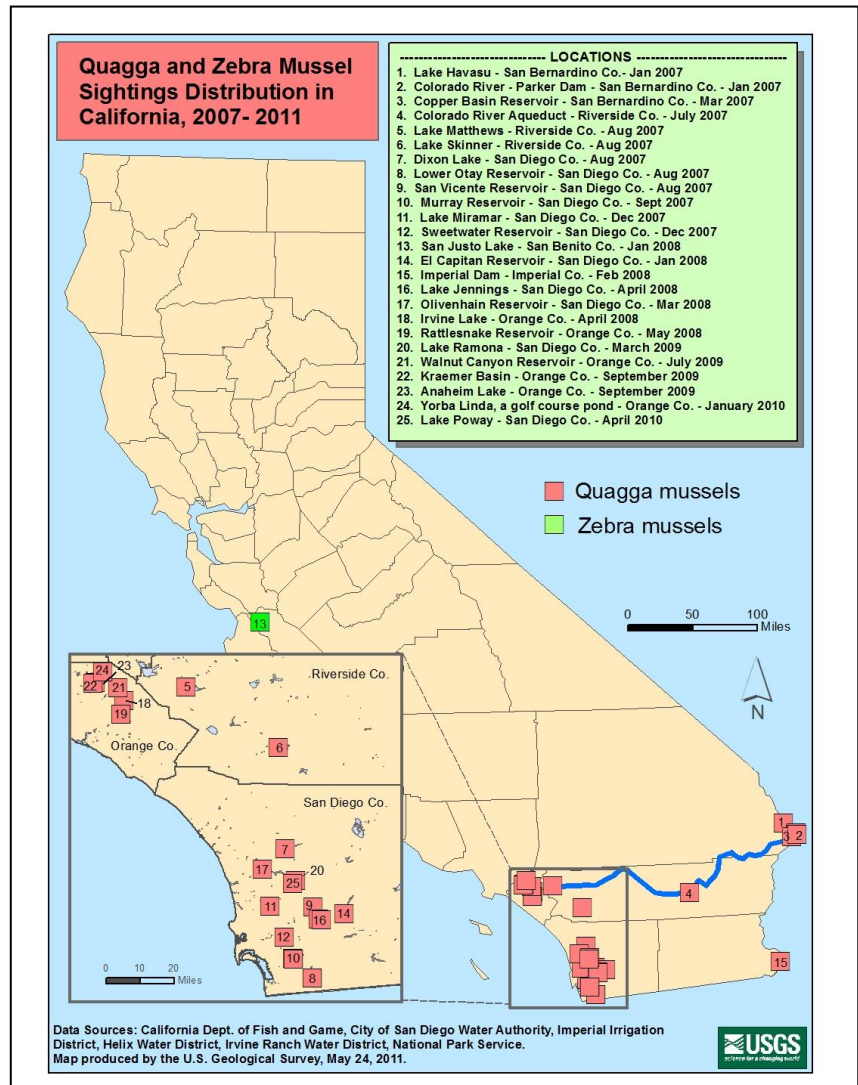 Quagga and Zebra Mussel
Sightings Distribution in
California, 2007- 2011
------------------------------ LOCATIONS -------------------------------
1. Lake Havasu - San Bernardino Co.- Jan 2007
2. Colorado River - Parker Dam - San Bernardino Co. - Jan 2007
3. Copper Basin Reservoir - San Bernardino Co. - Mar 2007
4. Colorado River Aqueduct - Riverside Co. - July 2007
5. Lake Matthews - Riverside Co. - Aug 2007
6. Lake Skinner - Riverside Co. - Aug 2007
7. Dixon Lake - San Diego Co. - Aug 2007
8. Lower Otay Reservoir - San Diego Co. - Aug 2007
9. San Vicente Reservoir - San Diego Co. - Aug 2007
10. Murray Reservoir - San Diego Co. - Sept 2007
11. Lake Miramar - San Diego Co. - Dec 2007
12. Sweetwater Reservoir - San Diego Co. - Dec 2007
13. San Justo Lake - San Benito Co. - Jan 2008
14. El Capitan Reservoir - San Diego Co. - Jan 2008
15. Imperial Dam - Imperial Co. - Feb 2008
16. Lake Jennings - San Diego Co. - April 2008
17. Olivenhain Reservoir - San Diego Co. - Mar 2008
18. Irvine Lake - Orange Co. - April 2008
19. Rattlesnake Reservoir - Orange Co. - May 2008
20. Lake Ramona - San Diego Co. - March 2009
21. Walnut Canyon Reservoir - Orange Co. - July 2009
22. Kraemer Basin - Orange Co. - September 2009
23. Anaheim Lake - Orange Co. - September 2009
24. Yorba Linda, a golf course pond - Orange Co. - January 2010
25. Lake Poway - San Diego Co. - April 2010
Quagga mussels
Zebra mussels
0 50 100
Miles
N
13
24
23
22
21
5
18
19
Riverside Co.
Orange Co.
6
San Diego Co.
7
17
20
25
11
9
16
14
12
10
8
0 10 20
Miles
1
3
2
4
15
Data Sources: California Dept. of Fish and Game, City of San Diego Water Authority, Imperial Irrigation
District, Helix Water District, Irvine Ranch Water District, National Park Service.
Map produced by the U.S. Geological Survey, May 24, 2011.
USGS
science for a changing world